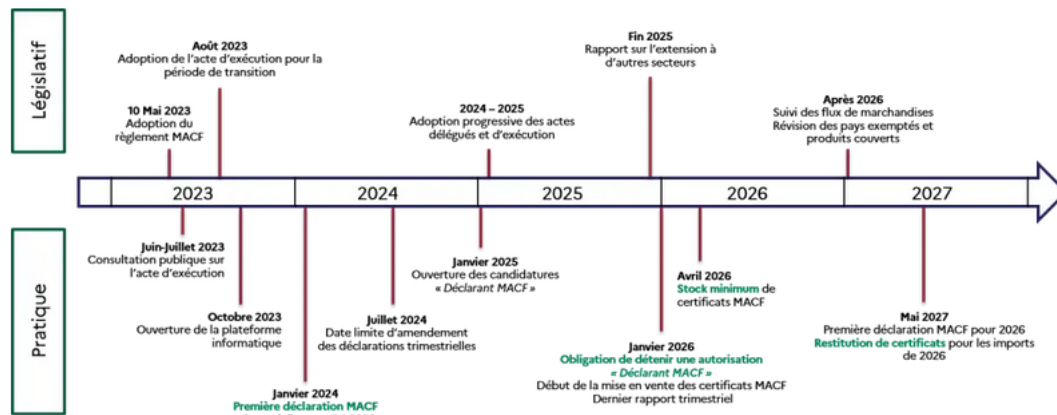 Législatif
Août 2023
Adoption de l'acte d'exécution pour la
période de transition
10 Mai 2023
Adoption du
règlement MACF
2024 – 2025
Adoption progressive des actes
délégués et d'exécution
Fin 2025
Rapport sur l'extension à
d'autres secteurs
Après 2026
Suivi des flux de marchandises
Révision des pays exemptés et
produits couverts
2023
2024
2025
2026
2027
Pratique
Juin-Juillet 2023
Consultation publique sur
l'acte d'exécution
Octobre 2023
Ouverture de la plateforme
informatique
Janvier 2024
Première déclaration MACF
Juillet 2024
Date limite d'amendement
des déclarations trimestrielles
Janvier 2025
Ouverture des candidatures
« Déclarant MACF »
Janvier 2026
Obligation de détenir une autorisation
« Déclarant MACF »
Début de la mise en vente des certificats MACF
Dernier rapport trimestriel
Avril 2026
Stock minimum de
certificats MACF
Mai 2027
Première déclaration MACF pour 2026
Restitution de certificats pour les imports
de 2026